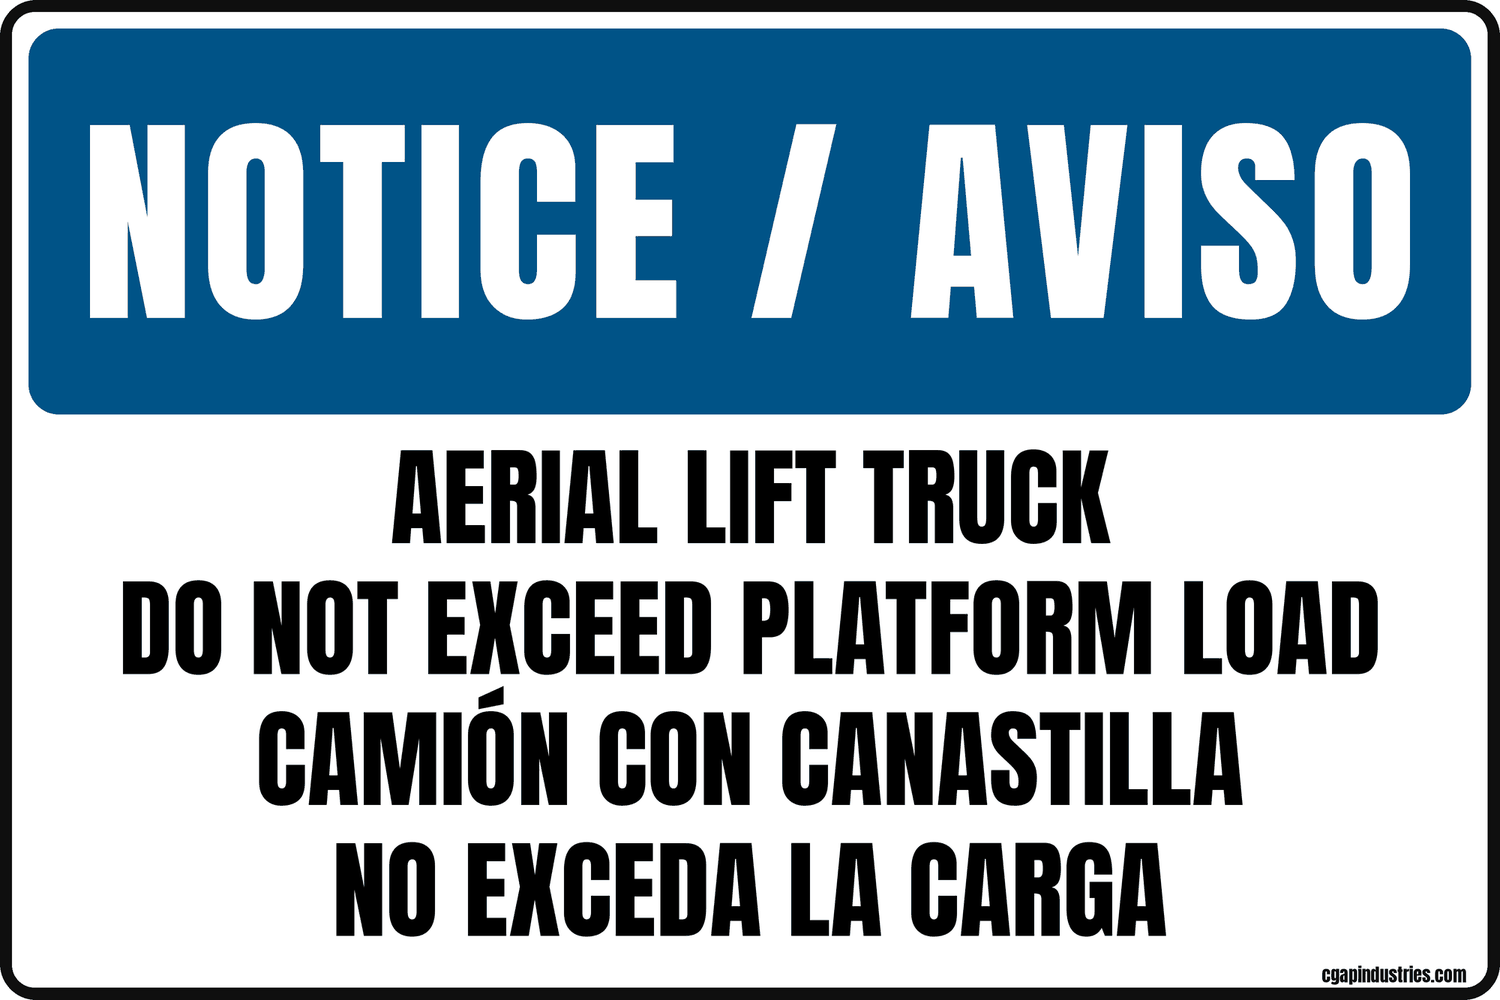 NOTICE / AVISO
AERIAL LIFT TRUCK
DO NOT EXCEED PLATFORM LOAD
CAMIÓN CON CANASTILLA
NO EXCEDA LA CARGA
cgapindustries.com